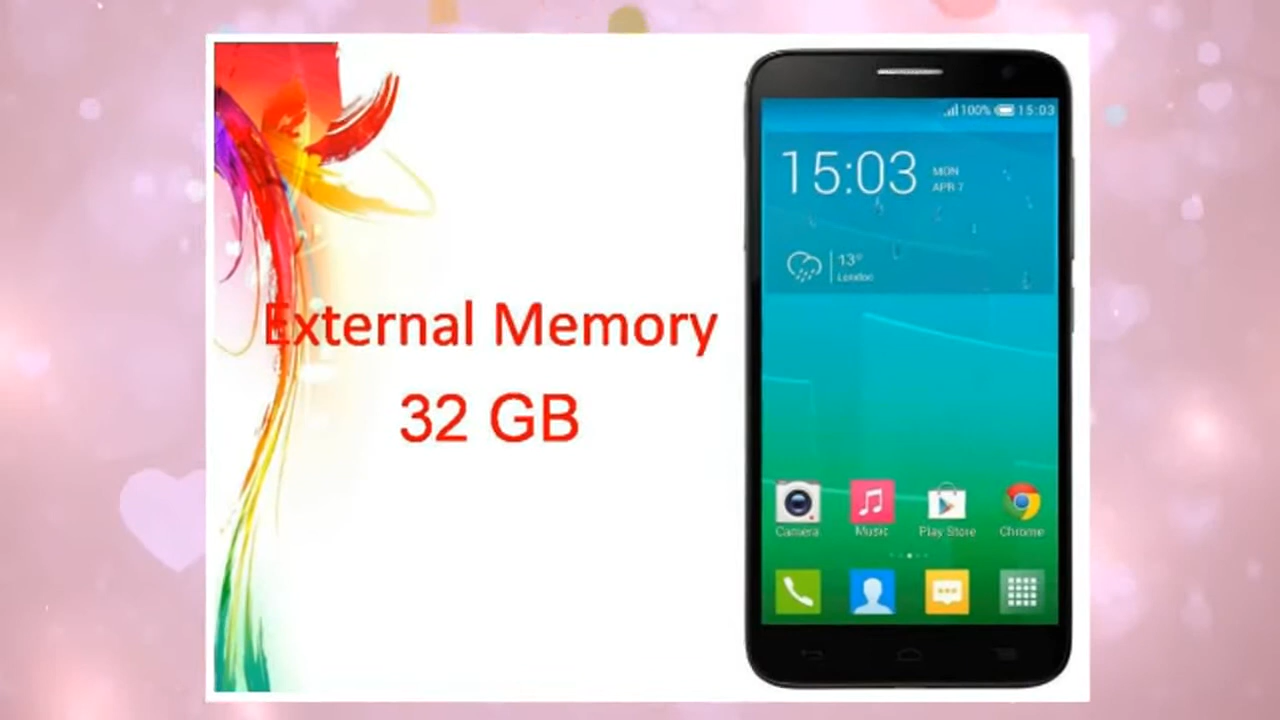 External Memory
32 GB
100% 15:03
15:03
MON
APR 7
13°
London
Camera Music Play Store Chrome